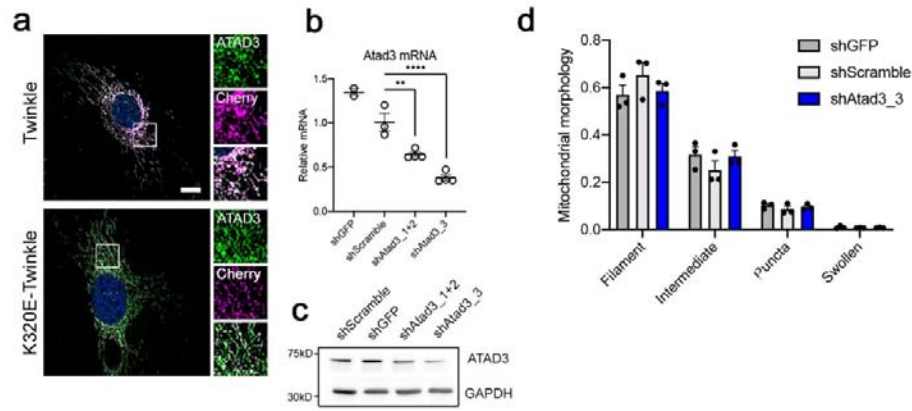 a
Twinkle
K320E-Twinkle
ATAD3
Cherry
ATAD3
Cherry
b
Atad3 mRNA
Relative mRNA
1.5
1.0
0.5
0.0
**
****
shGFP
shScramble
shAtad3_1+2
shAtad3_3
c
shScramble
shGFP
shAtad3_1+2
shAtad3_3
75kD
30kD
ATAD3
GAPDH
d
Mitochondrial morphology
0.8
0.6
0.4
0.2
0.0
shGFP
shScramble
shAtad3_3
Filament
Intermediate
Puncta
Swollen